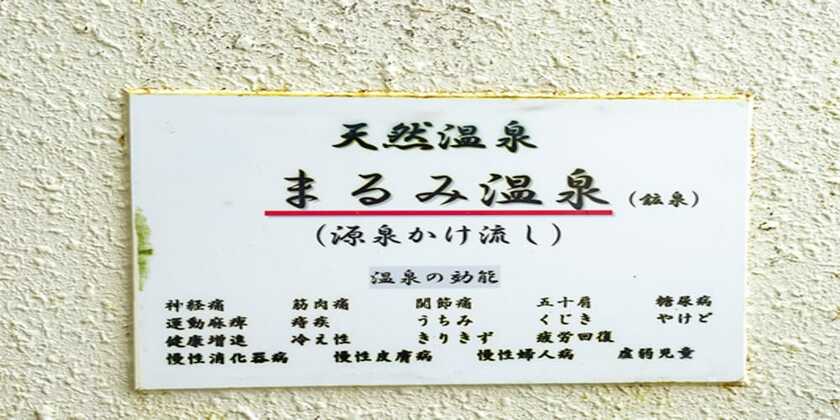 天然温泉
まるみ温泉 (鉱泉)
(源泉かけ流し)
温泉の効能
神経痛 筋肉痛 関節痛 五十肩 糖尿病
運動麻痺 痔疾 うちみ くじき やけど
健康増進 冷え性 きりきず 疲労回復
慢性消化器病 慢性皮膚病 慢性婦人病 虚弱児童